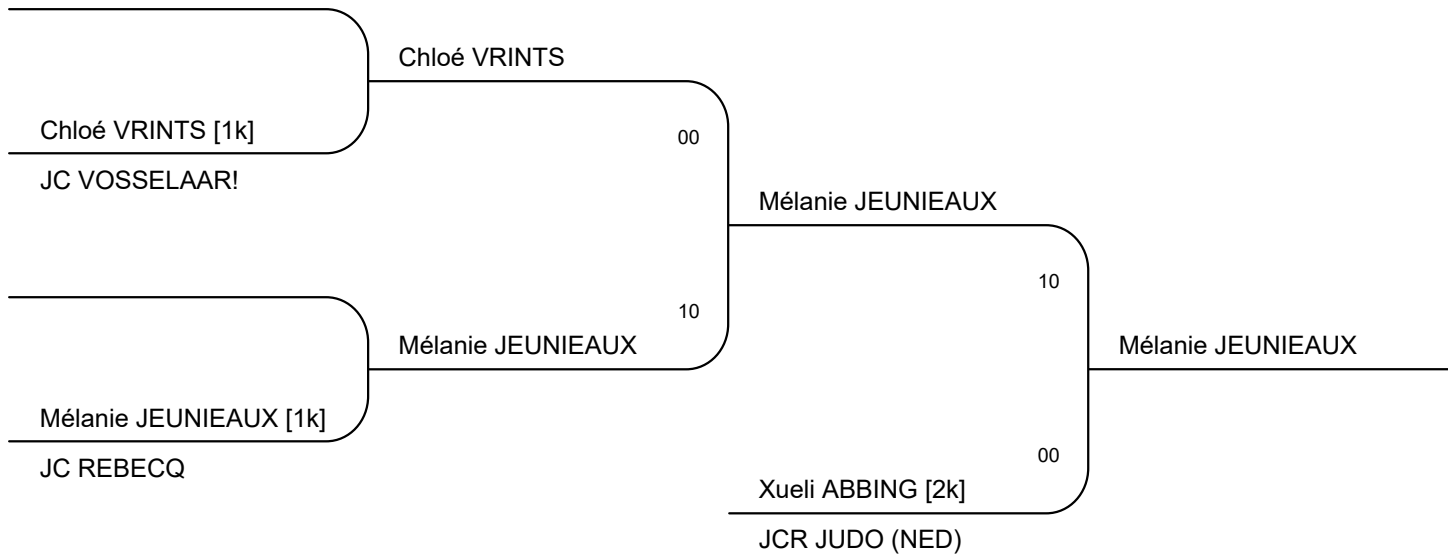 Chloé VRINTS
Chloé VRINTS [1k]
00
JC VOSSELAAR!
Mélanie JEUNIEAUX
10
10
Mélanie JEUNIEAUX
Mélanie JEUNIEAUX
Mélanie JEUNIEAUX [1k]
JC REBECQ
00
Xueli ABBING [2k]
JCR JUDO (NED)